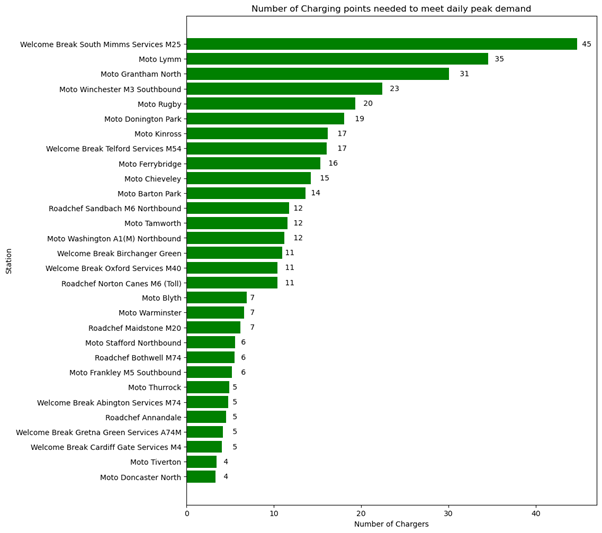 Number of Charging points needed to meet daily peak demand
Welcome Break South Mimms Services M25 45
Moto Lymm 35
Moto Grantham North 31
Moto Winchester M3 Southbound 23
Moto Rugby 20
Moto Donington Park 19
Moto Kinross 17
Welcome Break Telford Services M54 17
Moto Ferrybridge 16
Moto Chieveley 15
Moto Barton Park 14
Roadchef Sandbach M6 Northbound 12
Moto Tamworth 12
Moto Washington A1(M) Northbound 12
Welcome Break Birchanger Green 11
Welcome Break Oxford Services M40 11
Roadchef Norton Canes M6 (Toll) 11
Moto Blyth 7
Moto Warminster 7
Roadchef Maidstone M20 7
Moto Stafford Northbound 6
Roadchef Bothwell M74 6
Moto Frankley M5 Southbound 6
Moto Thurrock 5
Welcome Break Abington Services M74 5
Roadchef Annandale 5
Welcome Break Gretna Green Services A74M 5
Welcome Break Cardiff Gate Services M4 5
Moto Tiverton 4
Moto Doncaster North 4
Station
0 10 20 30 40
Number of Chargers